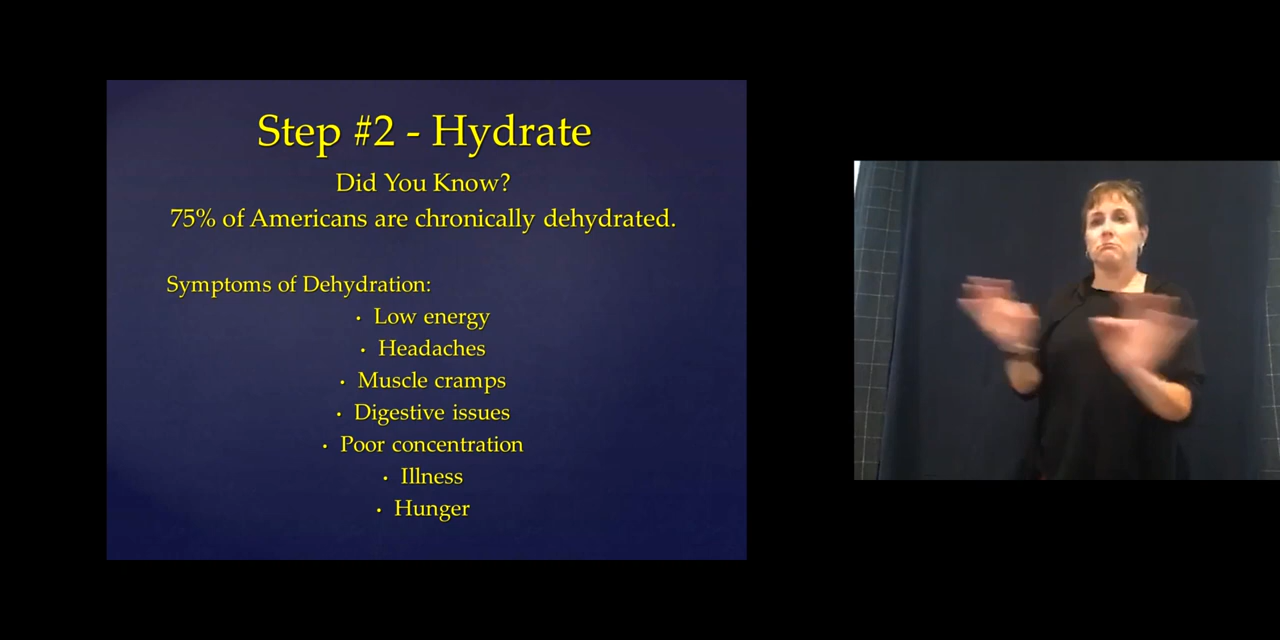 Step #2 - Hydrate
Did You Know?
75% of Americans are chronically dehydrated.
Symptoms of Dehydration:
• Low energy
• Headaches
• Muscle cramps
• Digestive issues
• Poor concentration
• Illness
• Hunger